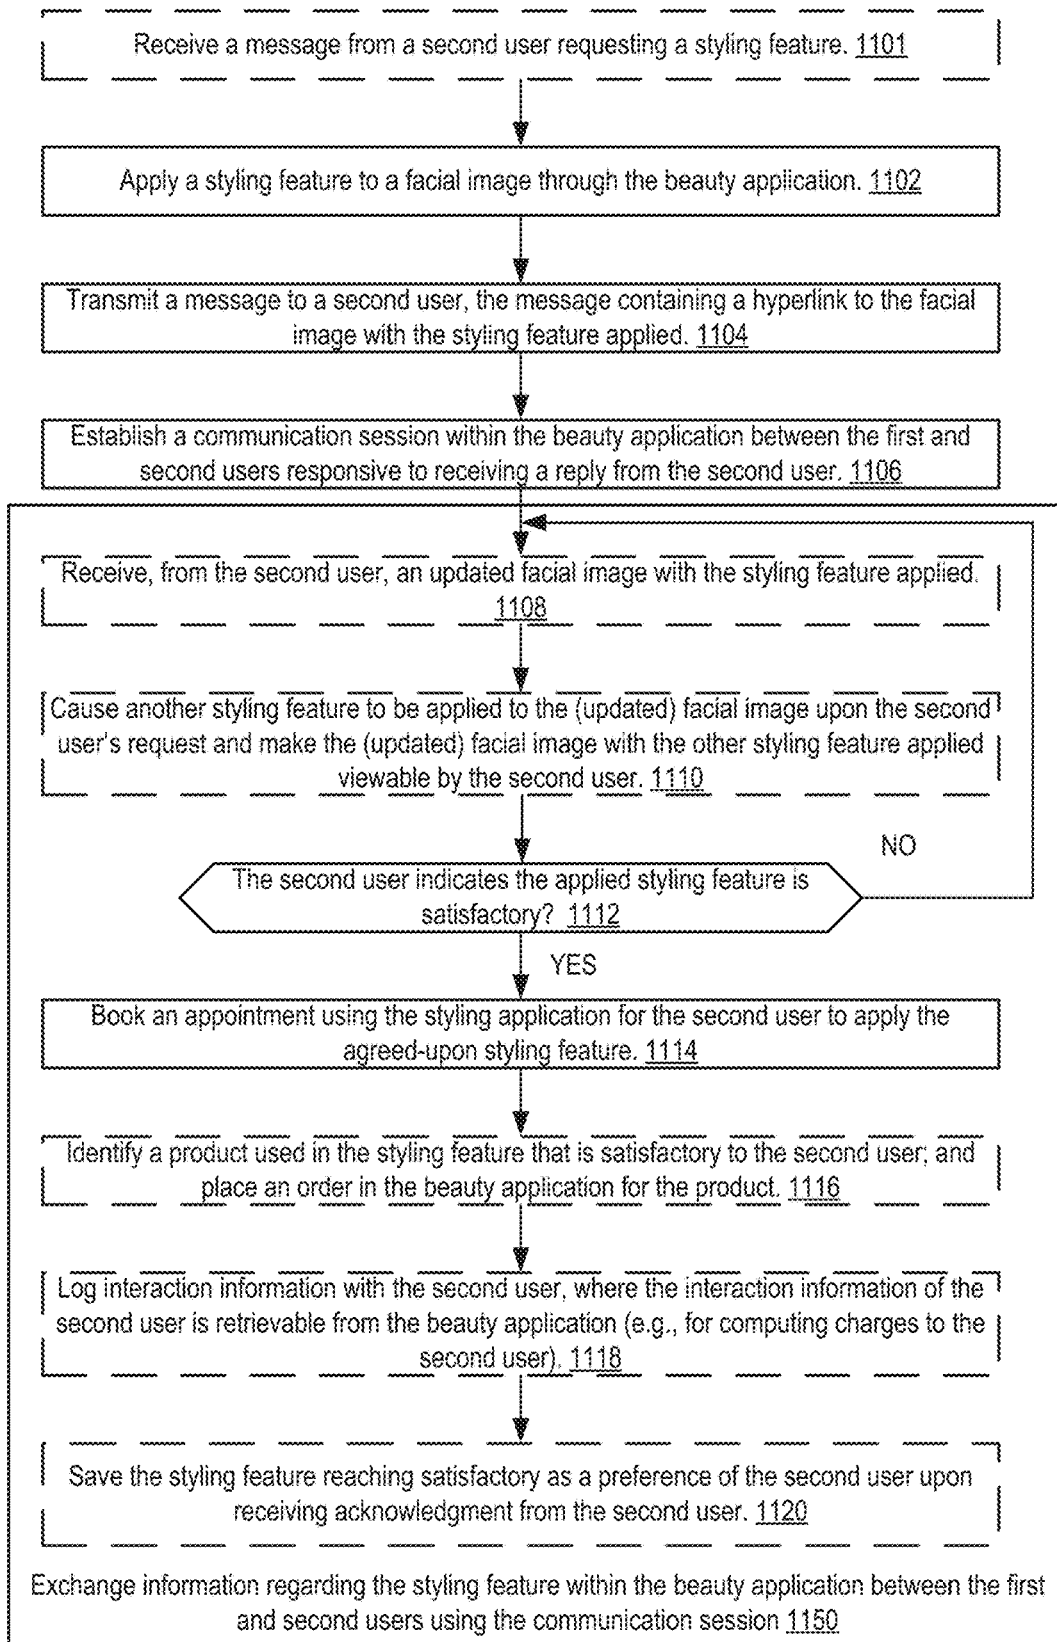 Receive a message from a second user requesting a styling feature. 1101
Apply a styling feature to a facial image through the beauty application. 1102
Transmit a message to a second user, the message containing a hyperlink to the facial
image with the styling feature applied. 1104
Establish a communication session within the beauty application between the first and
second users responsive to receiving a reply from the second user. 1106
Receive, from the second user, an updated facial image with the styling feature applied.
1108
Cause another styling feature to be applied to the (updated) facial image upon the second
user's request and make the (updated) facial image with the other styling feature applied
viewable by the second user. 1110
NO
The second user indicates the applied styling feature is
satisfactory? 1112
YES
Book an appointment using the styling application for the second user to apply the
agreed-upon styling feature. 1114
Identify a product used in the styling feature that is satisfactory to the second user; and
place an order in the beauty application for the product. 1116
Log interaction information with the second user, where the interaction information of the
second user is retrievable from the beauty application (e.g., for computing charges to the
second user). 1118
Save the styling feature reaching satisfactory as a preference of the second user upon
receiving acknowledgment from the second user. 1120
Exchange information regarding the styling feature within the beauty application between the first
and second users using the communication session 1150